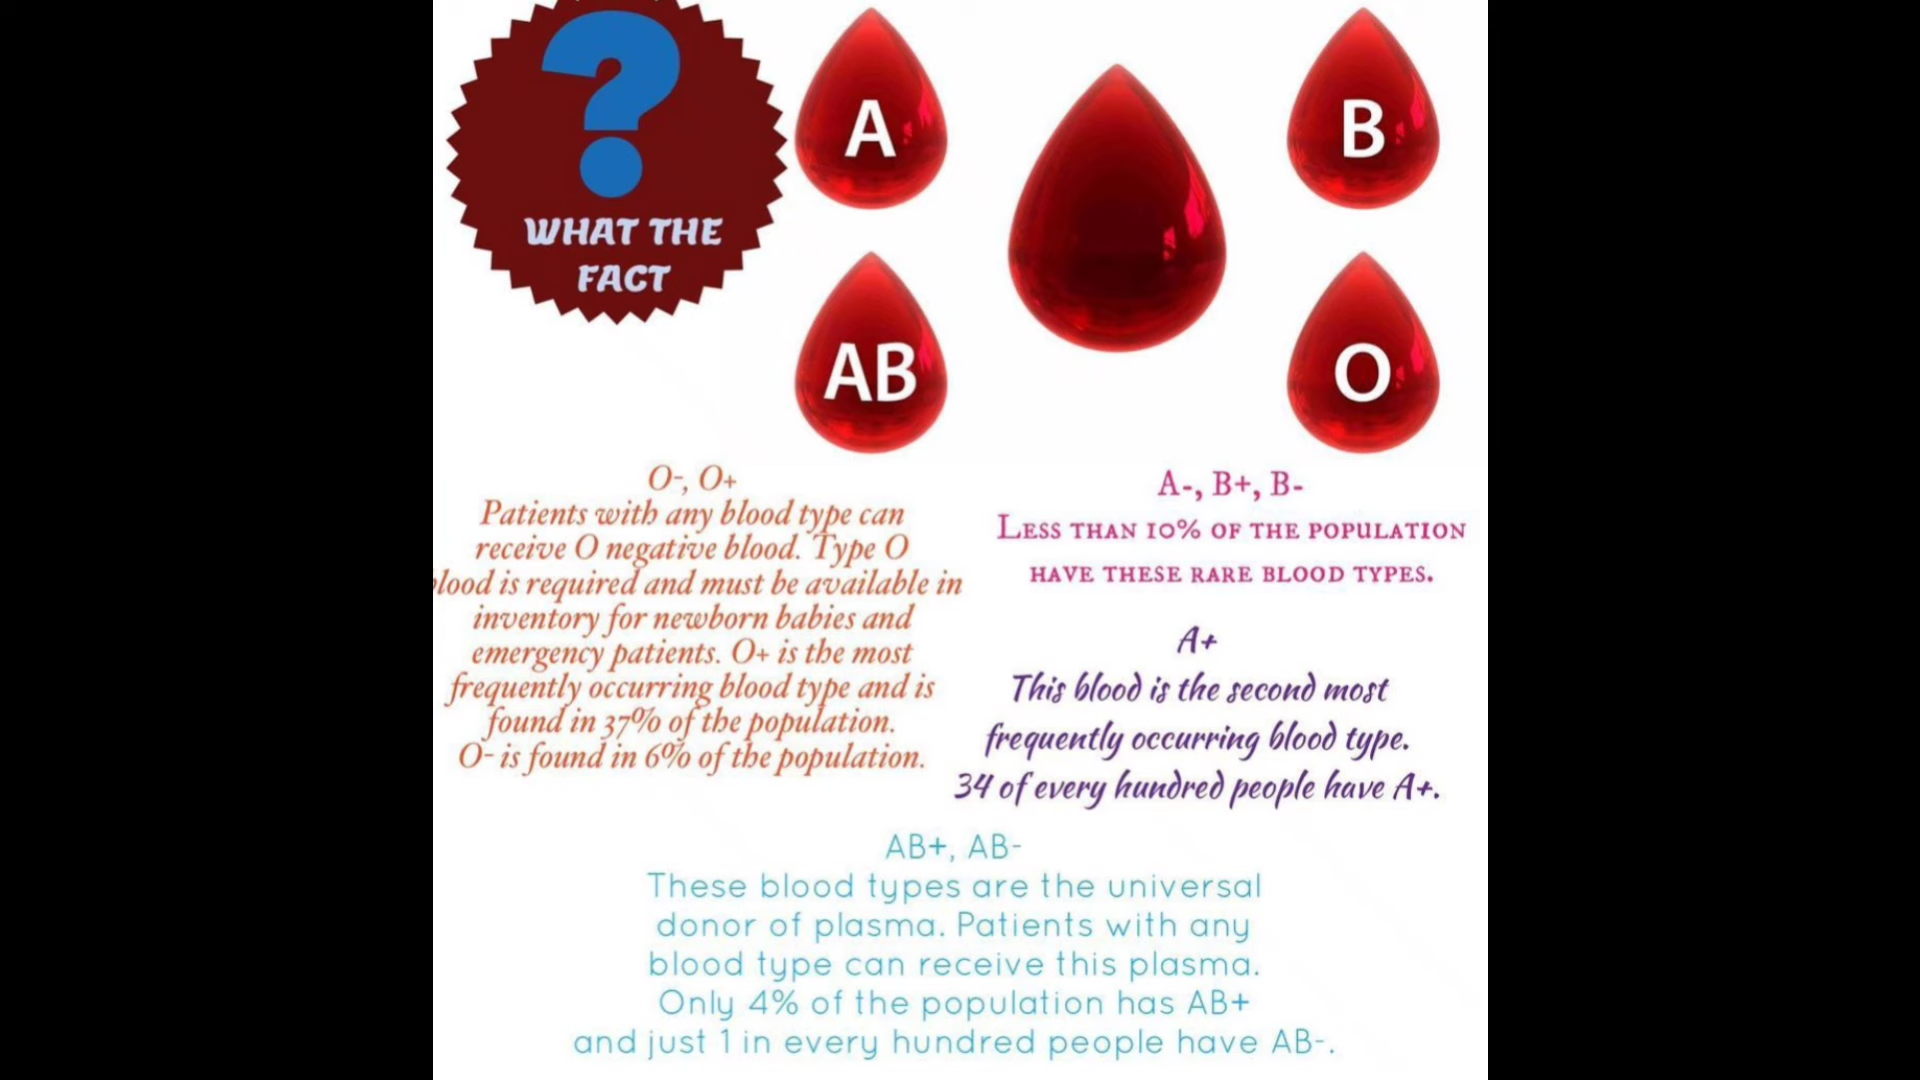 WHAT THE
FACT
A
B
AB
O
O-, O+
Patients with any blood type can
receive O negative blood. Type O
lood is required and must be available in
inventory for newborn babies and
emergency patients. O+ is the most
frequently occurring blood type and is
found in 37% of the population.
O- is found in 6% of the population.
A-, B+, B-
Less than 10% of the population
have these rare blood types.
A+
This blood is the second most
frequently occurring blood type.
34 of every hundred people have A+.
AB+, AB-
These blood types are the universal
donor of plasma. Patients with any
blood type can receive this plasma.
Only 4% of the population has AB+
and just 1 in every hundred people have AB-.